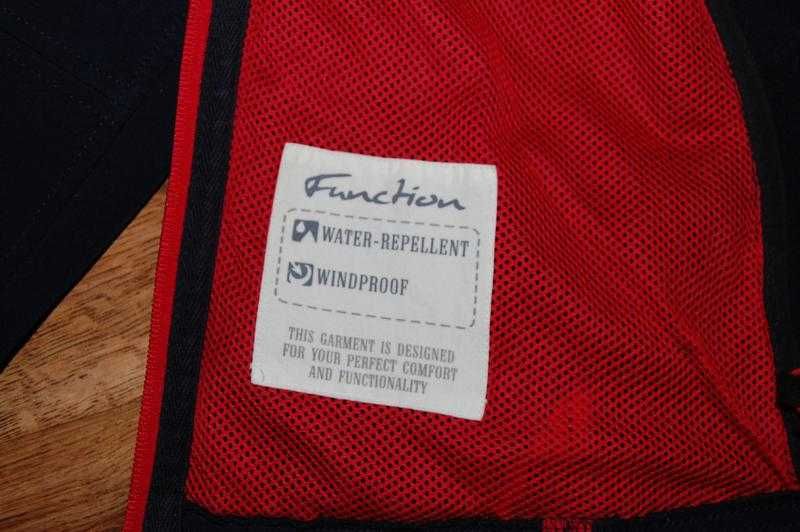 Function
WATER-REPELLENT
WINDPROOF
THIS GARMENT IS DESIGNED
FOR YOUR PERFECT COMFORT
AND FUNCTIONALITY